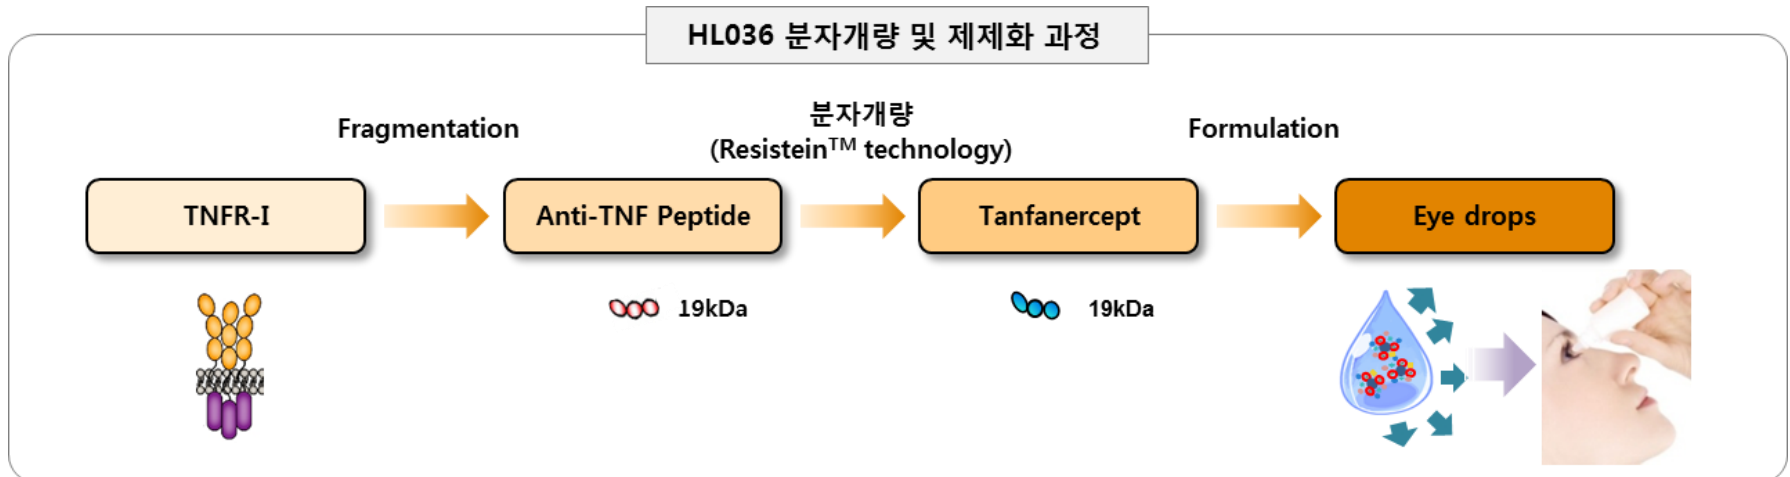 HL036 분자개량 및 제제화 과정
Fragmentation
분자개량
(Resistein™ technology)
Formulation
TNFR-I
Anti-TNF Peptide
Tanfanercept
Eye drops
19kDa
19kDa